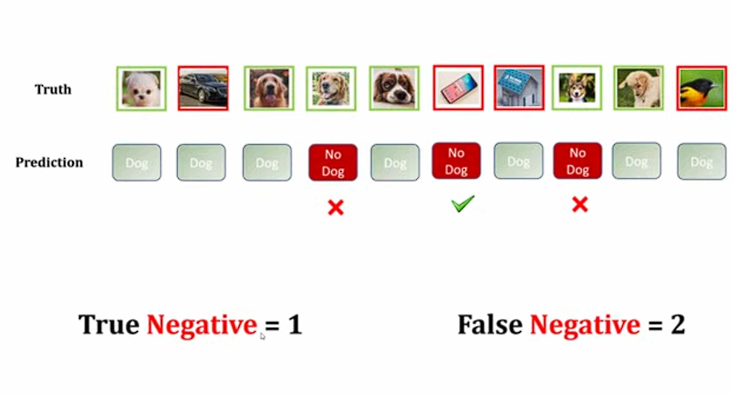 Truth
Prediction
Dog
Dog
Dog
No
Dog
Dog
No
Dog
Dog
No
Dog
Dog
Dog
True Negative = 1
False Negative = 2